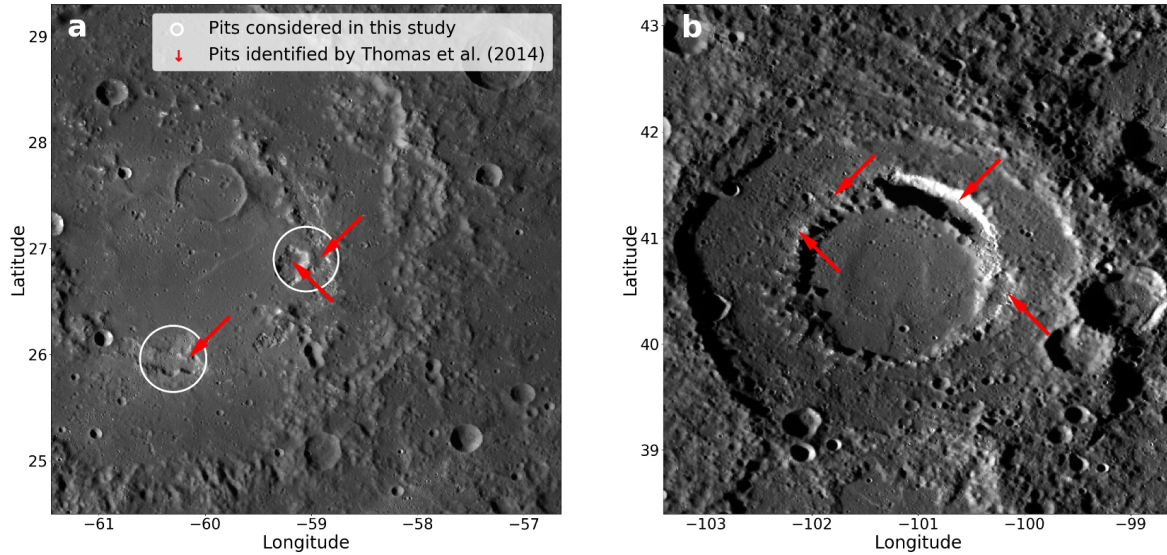 a
Pits considered in this study
Pits identified by Thomas et al. (2014)
29
28
27
26
25
Latitude
−61
−60
−59
−58
−57
Longitude
b
43
42
41
40
39
Latitude
−103
−102
−101
−100
−99
Longitude